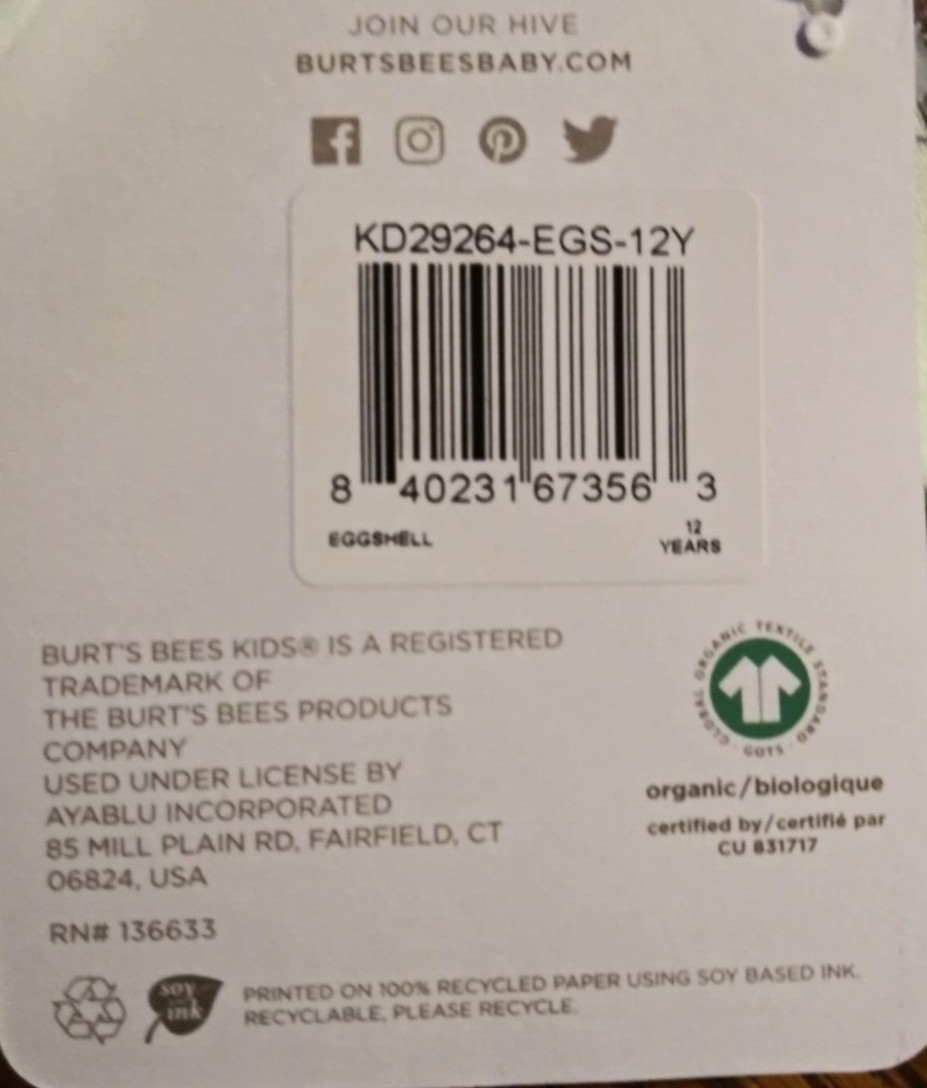 JOIN OUR HIVE
BURTSBEESBABY.COM
KD29264-EGS-12Y
8 40231 67356 3
EGGSHELL
12
YEARS
BURT'S BEES KIDS® IS A REGISTERED
TRADEMARK OF
THE BURT'S BEES PRODUCTS
COMPANY
USED UNDER LICENSE BY
AYABLU INCORPORATED
85 MILL PLAIN RD, FAIRFIELD, CT
06824, USA
RN# 136633
GLOBAL ORGANIC TEXTILE STANDARD · GOTS ·
organic/biologique
certified by/certifié par
CU 831717
soy
ink
PRINTED ON 100% RECYCLED PAPER USING SOY BASED INK.
RECYCLABLE, PLEASE RECYCLE.